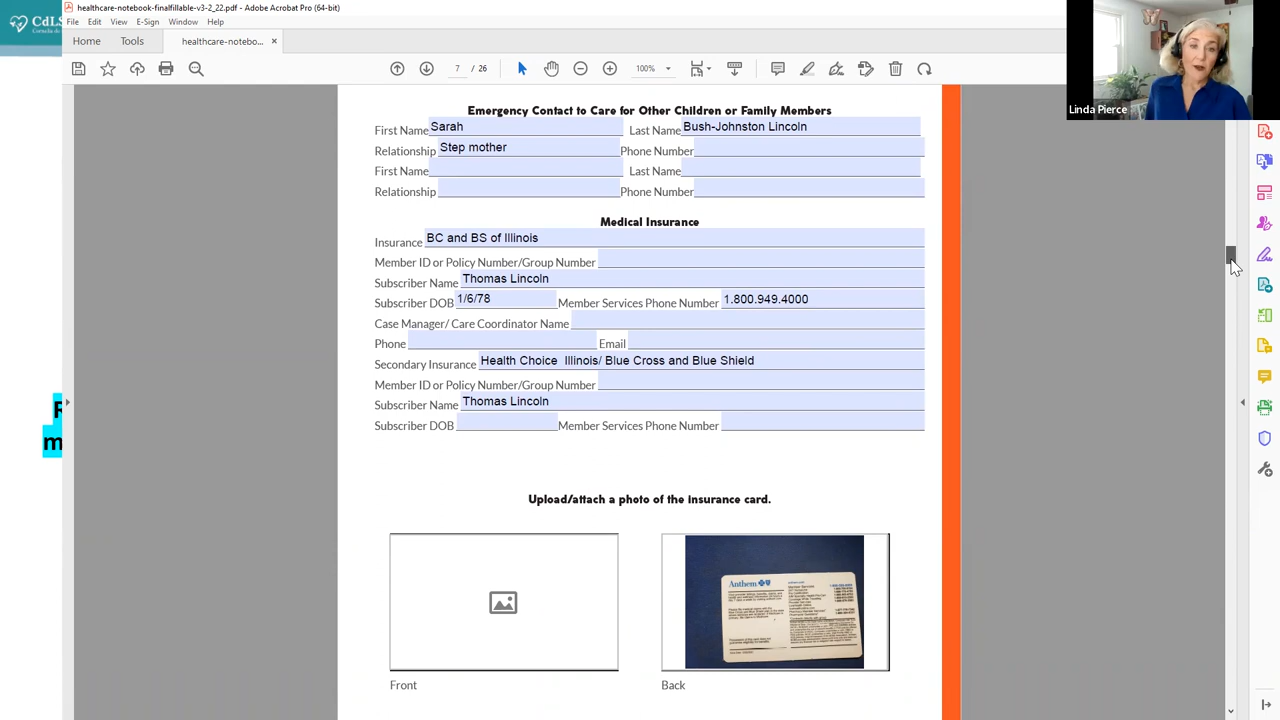 healthcare-notebook-finalfillable-v3-2_22.pdf - Adobe Acrobat Pro (64-bit)
CdLS
File Edit View E-Sign Window Help
Home Tools healthcare-notebo... ×
7 / 26 100%
Linda Pierce
Emergency Contact to Care for Other Children or Family Members
First Name Sarah Last Name Bush-Johnston Lincoln
Relationship Step mother Phone Number
First Name Last Name
Relationship Phone Number
Medical Insurance
Insurance BC and BS of Illinois
Member ID or Policy Number/Group Number
Subscriber Name Thomas Lincoln
Subscriber DOB 1/6/78 Member Services Phone Number 1.800.949.4000
Case Manager/ Care Coordinator Name
Phone Email
Secondary Insurance Health Choice Illinois/ Blue Cross and Blue Shield
Member ID or Policy Number/Group Number
Subscriber Name Thomas Lincoln
Subscriber DOB Member Services Phone Number
Upload/attach a photo of the insurance card.
Anthem
Front Back